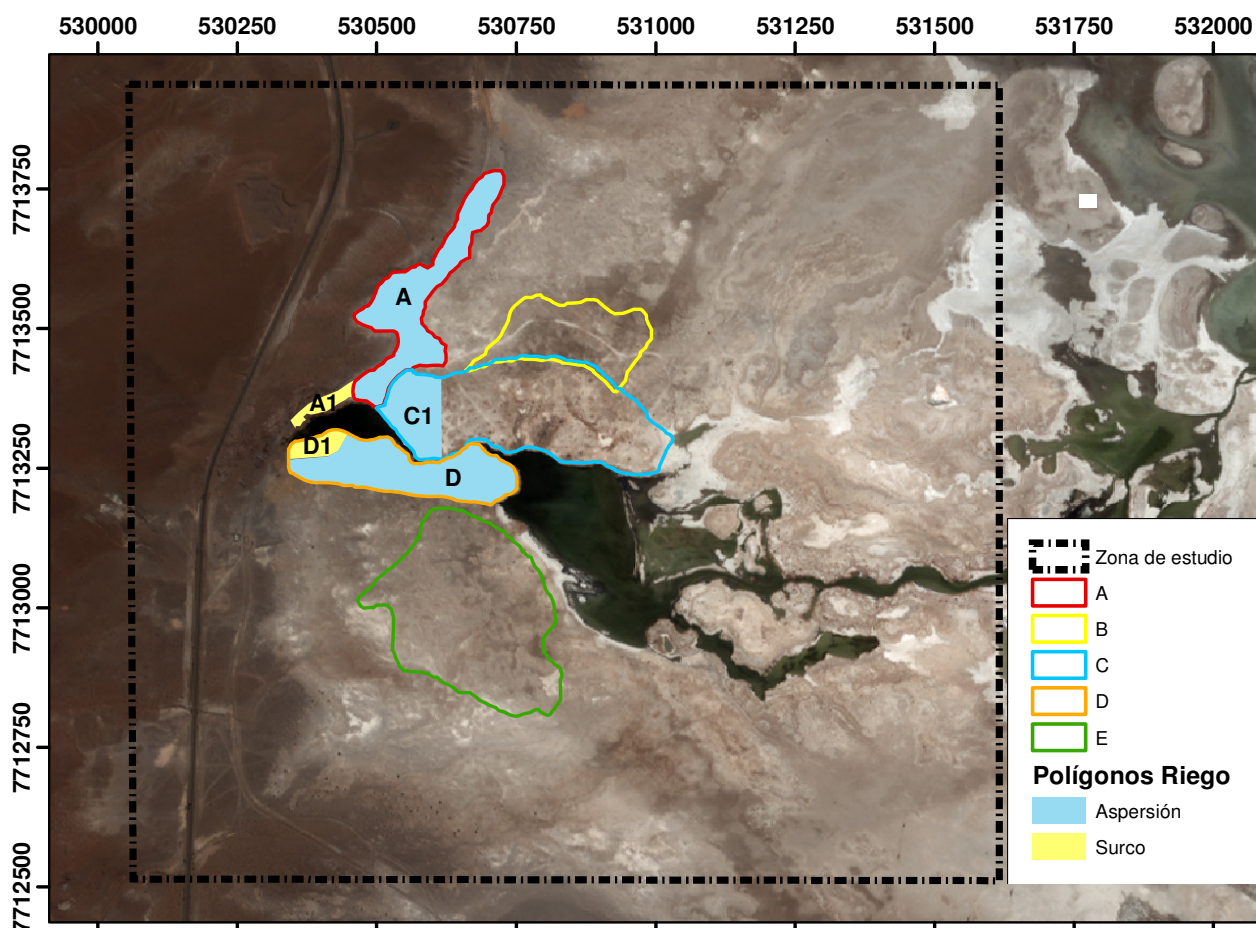 530000 530250 530500 530750 531000 531250 531500 531750 532000
7713750
7713500
7713250
7713000
7712750
7712500
A
A1
C1
D1
D
Zona de estudio
A
B
C
D
E
Polígonos Riego
Aspersión
Surco